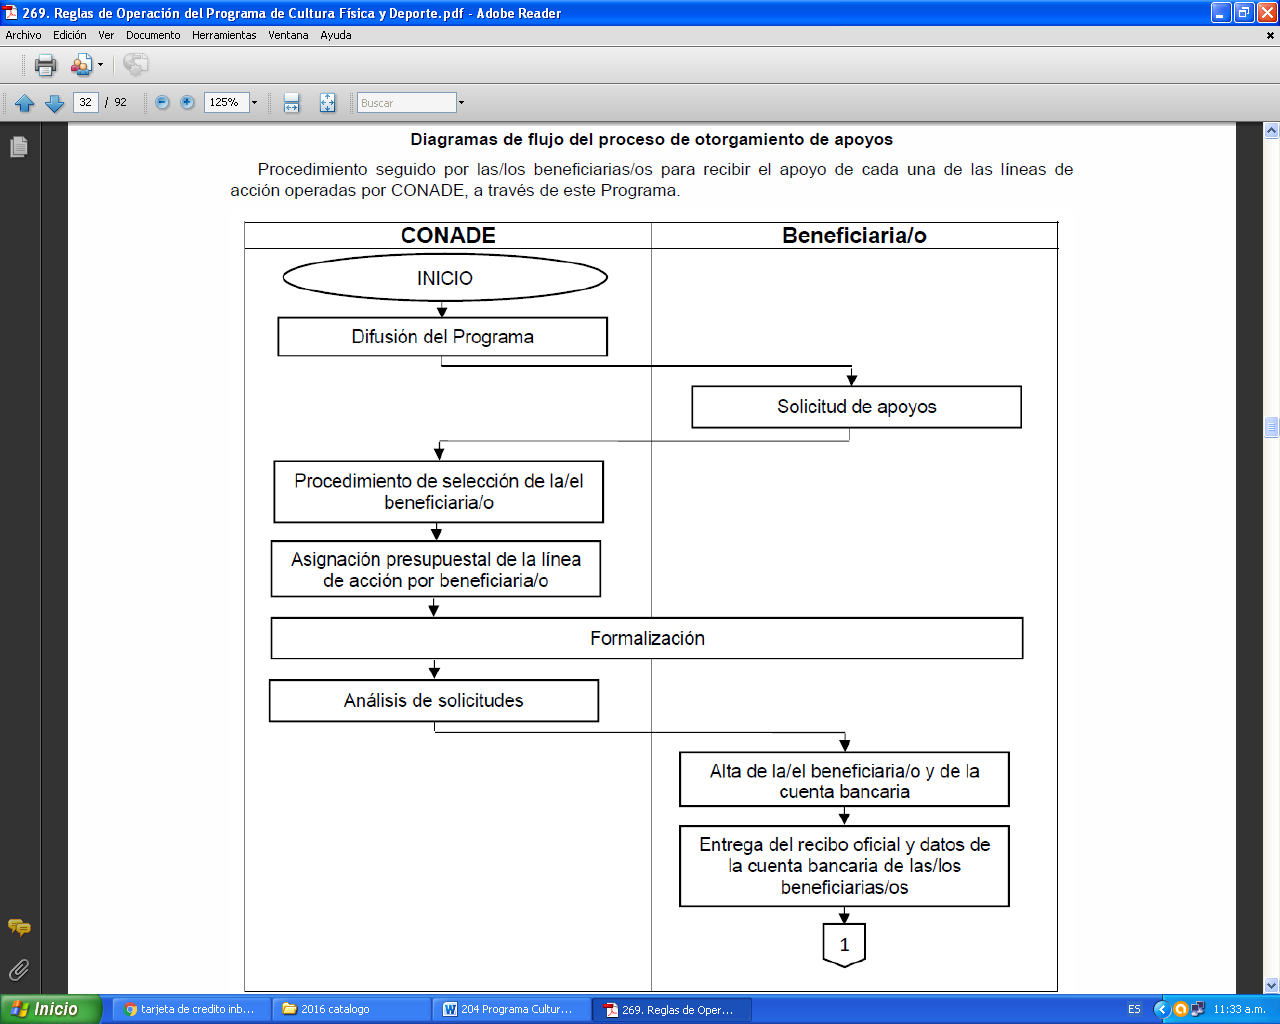 269. Reglas de Operación del Programa de Cultura Física y Deporte.pdf - Adobe Reader
Archivo Edición Ver Documento Herramientas Ventana Ayuda
32 / 92 125% Buscar
Diagramas de flujo del proceso de otorgamiento de apoyos
Procedimiento seguido por las/los beneficiarias/os para recibir el apoyo de cada una de las líneas de
acción operadas por CONADE, a través de este Programa.
CONADE Beneficiaria/o
INICIO
Difusión del Programa
Solicitud de apoyos
Procedimiento de selección de la/el
beneficiaria/o
Asignación presupuestal de la línea
de acción por beneficiaria/o
Formalización
Análisis de solicitudes
Alta de la/el beneficiaria/o y de la
cuenta bancaria
Entrega del recibo oficial y datos de
la cuenta bancaria de las/los
beneficiarias/os
1
Inicio tarjeta de credito inb... 2016 catalogo 204 Programa Cultur... 269. Reglas de Oper... ES 11:33 a.m.